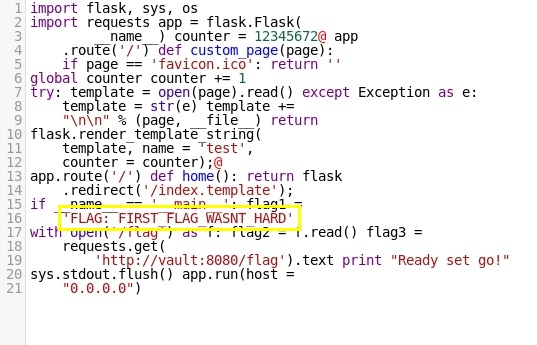 1 import flask, sys, os
2 import requests app = flask.Flask(
3 __name__) counter = 12345672@ app
4 .route('/') def custom_page(page):
5 if page == 'favicon.ico': return ''
6 global counter counter += 1
7 try: template = open(page).read() except Exception as e:
8 template = str(e) template +=
9 "\n\n" % (page, __file__) return
10 flask.render_template_string(
11 template, name = 'test',
12 counter = counter);@
13 app.route('/') def home(): return flask
14 .redirect('/index.template');
15 if __name__ == '__main__': flag1 =
16 'FLAG: FIRST FLAG WASNT HARD'
17 with open('/flag') as f: flag2 = f.read() flag3 =
18 requests.get(
19 'http://vault:8080/flag').text print "Ready set go!"
20 sys.stdout.flush() app.run(host =
21 "0.0.0.0")